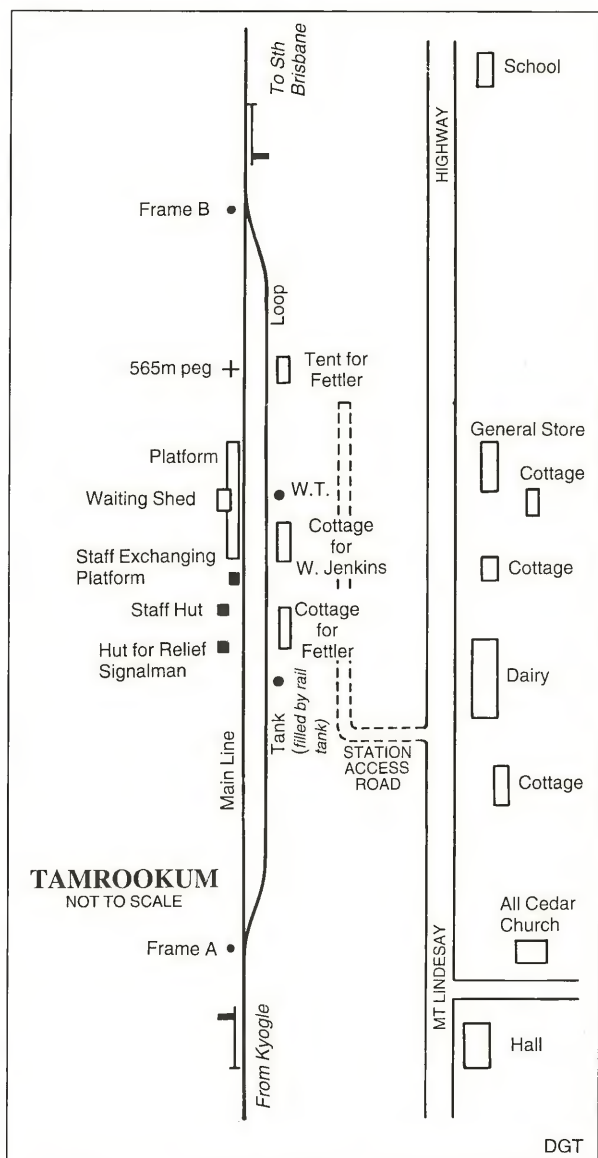 To Sth
Brisbane
School
HIGHWAY
Frame B
Loop
565m peg
Tent for
Fettler
General Store
Platform
Cottage
Waiting Shed
W.T.
Cottage
for
W. Jenkins
Staff Exchanging
Platform
Cottage
Staff Hut
Cottage
for
Fettler
Hut for Relief
Signalman
Dairy
Tank
(filled by rail
tank)
Main Line
STATION
ACCESS
ROAD
Cottage
TAMROOKUM
NOT TO SCALE
All Cedar
Church
Frame A
MT LINDESAY
From Kyogle
Hall
DGT